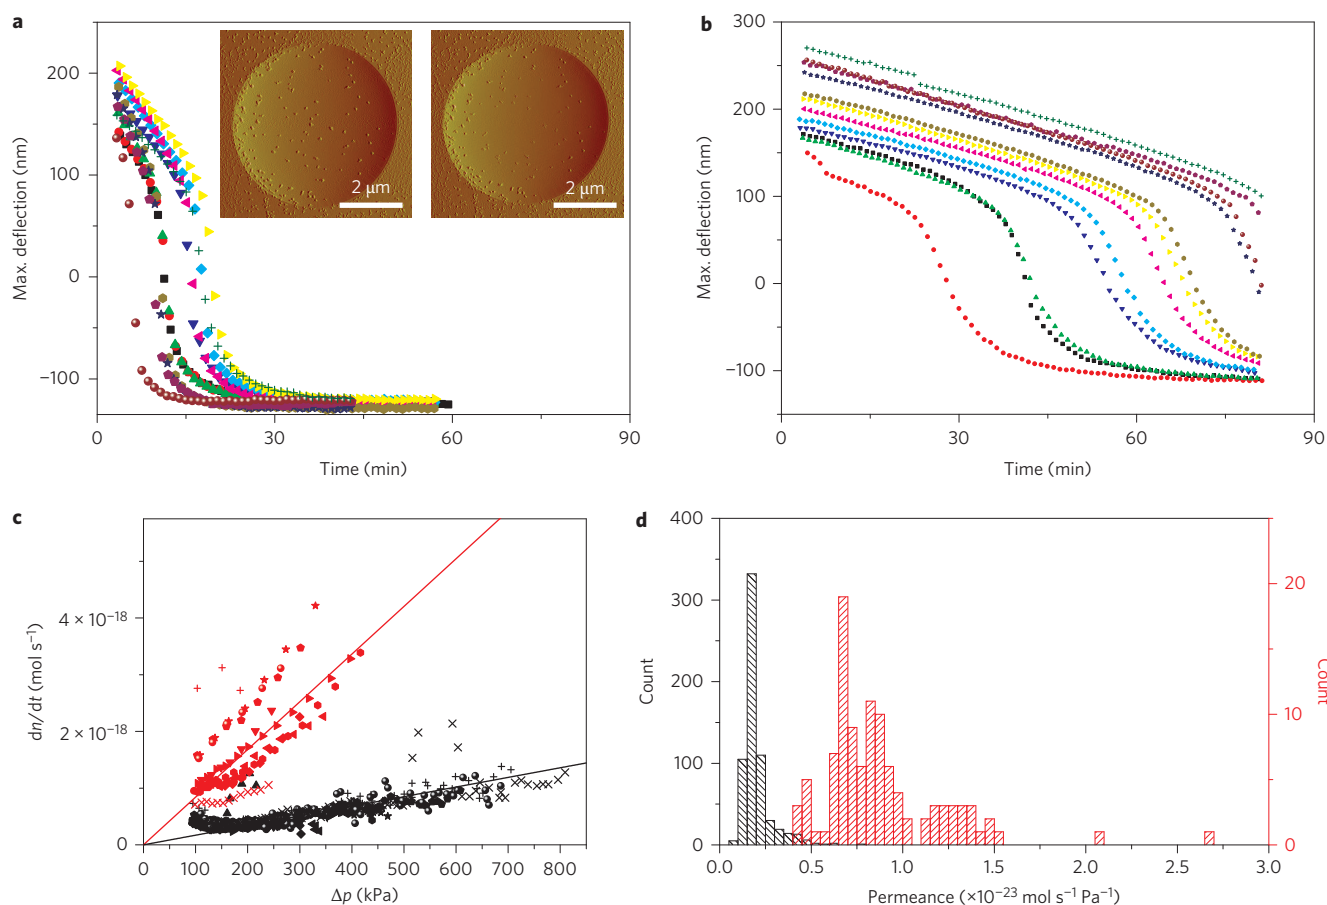 a
Max. deflection (nm)
200
100
0
−100
0
30
60
90
Time (min)
2 μm
2 μm
b
Max. deflection (nm)
300
200
100
0
−100
0
30
60
90
Time (min)
c
dn/dt (mol s⁻¹)
4 × 10⁻¹⁸
2 × 10⁻¹⁸
0
0
100
200
300
400
500
600
700
800
Δp (kPa)
d
Count
400
300
200
100
0
0.0
0.5
1.0
1.5
2.0
2.5
3.0
Permeance (×10⁻²³ mol s⁻¹ Pa⁻¹)
20
10
0
Count